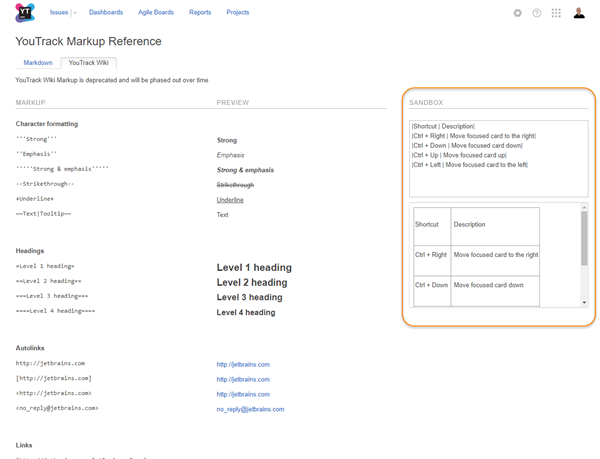 YT
Issues | Dashboards Agile Boards Reports Projects
YouTrack Markup Reference
Markdown YouTrack Wiki
YouTrack Wiki Markup is deprecated and will be phased out over time
MARKUP PREVIEW
Character formatting
'''Strong''' Strong
''Emphasis'' Emphasis
'''''Strong & emphasis''''' Strong & emphasis
--Strikethrough-- Strikethrough
+Underline+ Underline
~~Text|Tooltip~~ Text
Headings
=Level 1 heading= Level 1 heading
==Level 2 heading== Level 2 heading
===Level 3 heading=== Level 3 heading
====Level 4 heading==== Level 4 heading
Autolinks
http://jetbrains.com http://jetbrains.com
[http://jetbrains.com] http://jetbrains.com
<http://jetbrains.com> http://jetbrains.com
<no_reply@jetbrains.com> no_reply@jetbrains.com
Links
SANDBOX
|Shortcut | Description|
|Ctrl + Right | Move focused card to the right|
|Ctrl + Down | Move focused card down|
|Ctrl + Up | Move focused card up|
|Ctrl + Left | Move focused card to the left|
Shortcut Description
Ctrl + Right Move focused card to the right
Ctrl + Down Move focused card down